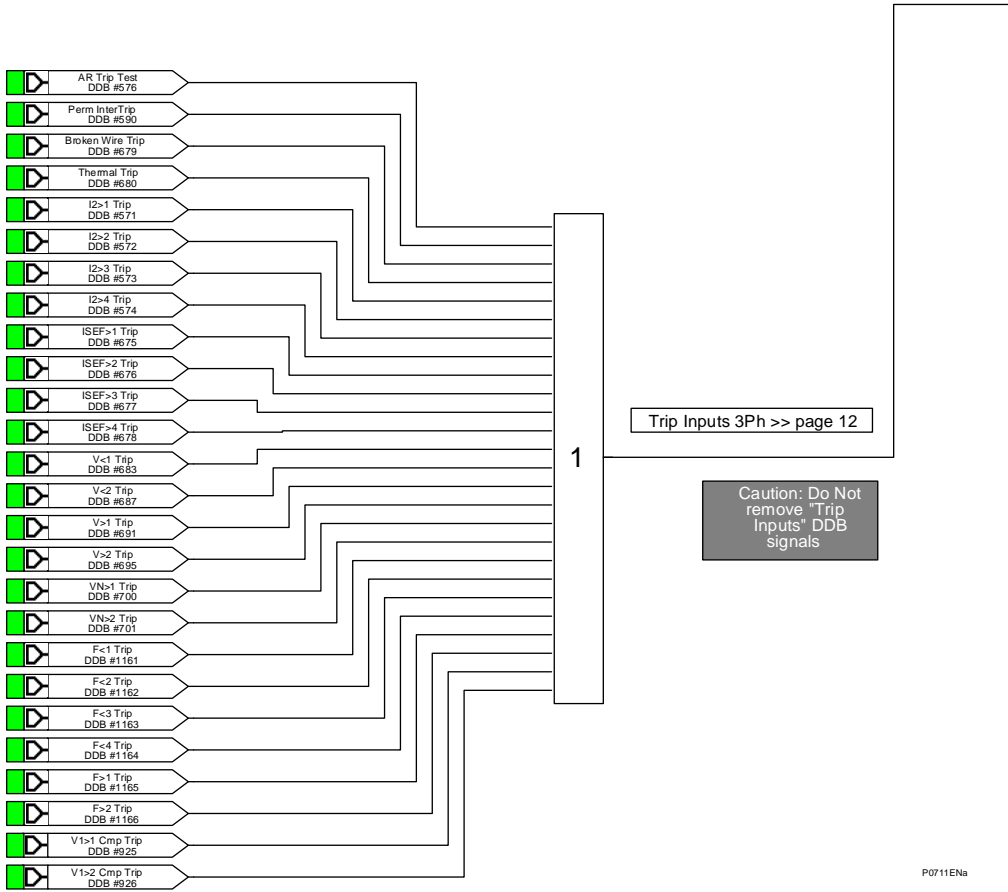 AR Trip Test
DDB #576
Perm InterTrip
DDB #590
Broken Wire Trip
DDB #679
Thermal Trip
DDB #680
I2>1 Trip
DDB #571
I2>2 Trip
DDB #572
I2>3 Trip
DDB #573
I2>4 Trip
DDB #574
ISEF>1 Trip
DDB #675
ISEF>2 Trip
DDB #676
ISEF>3 Trip
DDB #677
ISEF>4 Trip
DDB #678
V<1 Trip
DDB #683
V<2 Trip
DDB #687
V>1 Trip
DDB #691
V>2 Trip
DDB #695
VN>1 Trip
DDB #700
VN>2 Trip
DDB #701
F<1 Trip
DDB #1161
F<2 Trip
DDB #1162
F<3 Trip
DDB #1163
F<4 Trip
DDB #1164
F>1 Trip
DDB #1165
F>2 Trip
DDB #1166
V1>1 Cmp Trip
DDB #925
V1>2 Cmp Trip
DDB #926
1
Trip Inputs 3Ph >> page 12
Caution: Do Not
remove "Trip
Inputs" DDB
signals
P0711ENa